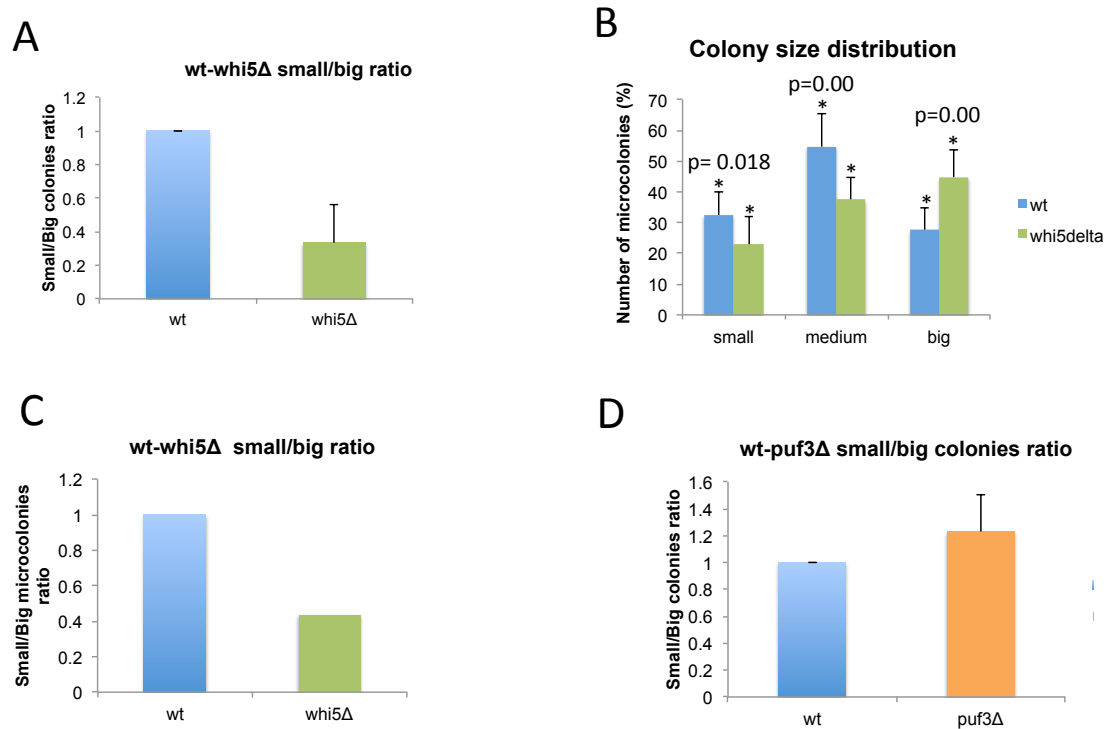 A
wt-whi5Δ small/big ratio
Small/Big colonies ratio
1.2
1
0.8
0.6
0.4
0.2
0
wt
whi5Δ
B
Colony size distribution
Number of microcolonies (%)
70
60
50
40
30
20
10
0
p= 0.018
p=0.00
p=0.00
* *
* *
* *
small
medium
big
wt
whi5delta
C
wt-whi5Δ small/big ratio
Small/Big microcolonies
ratio
1.2
1
0.8
0.6
0.4
0.2
0
wt
whi5Δ
D
wt-puf3Δ small/big colonies ratio
Small/Big colonies ratio
1.6
1.4
1.2
1
0.8
0.6
0.4
0.2
0
wt
puf3Δ